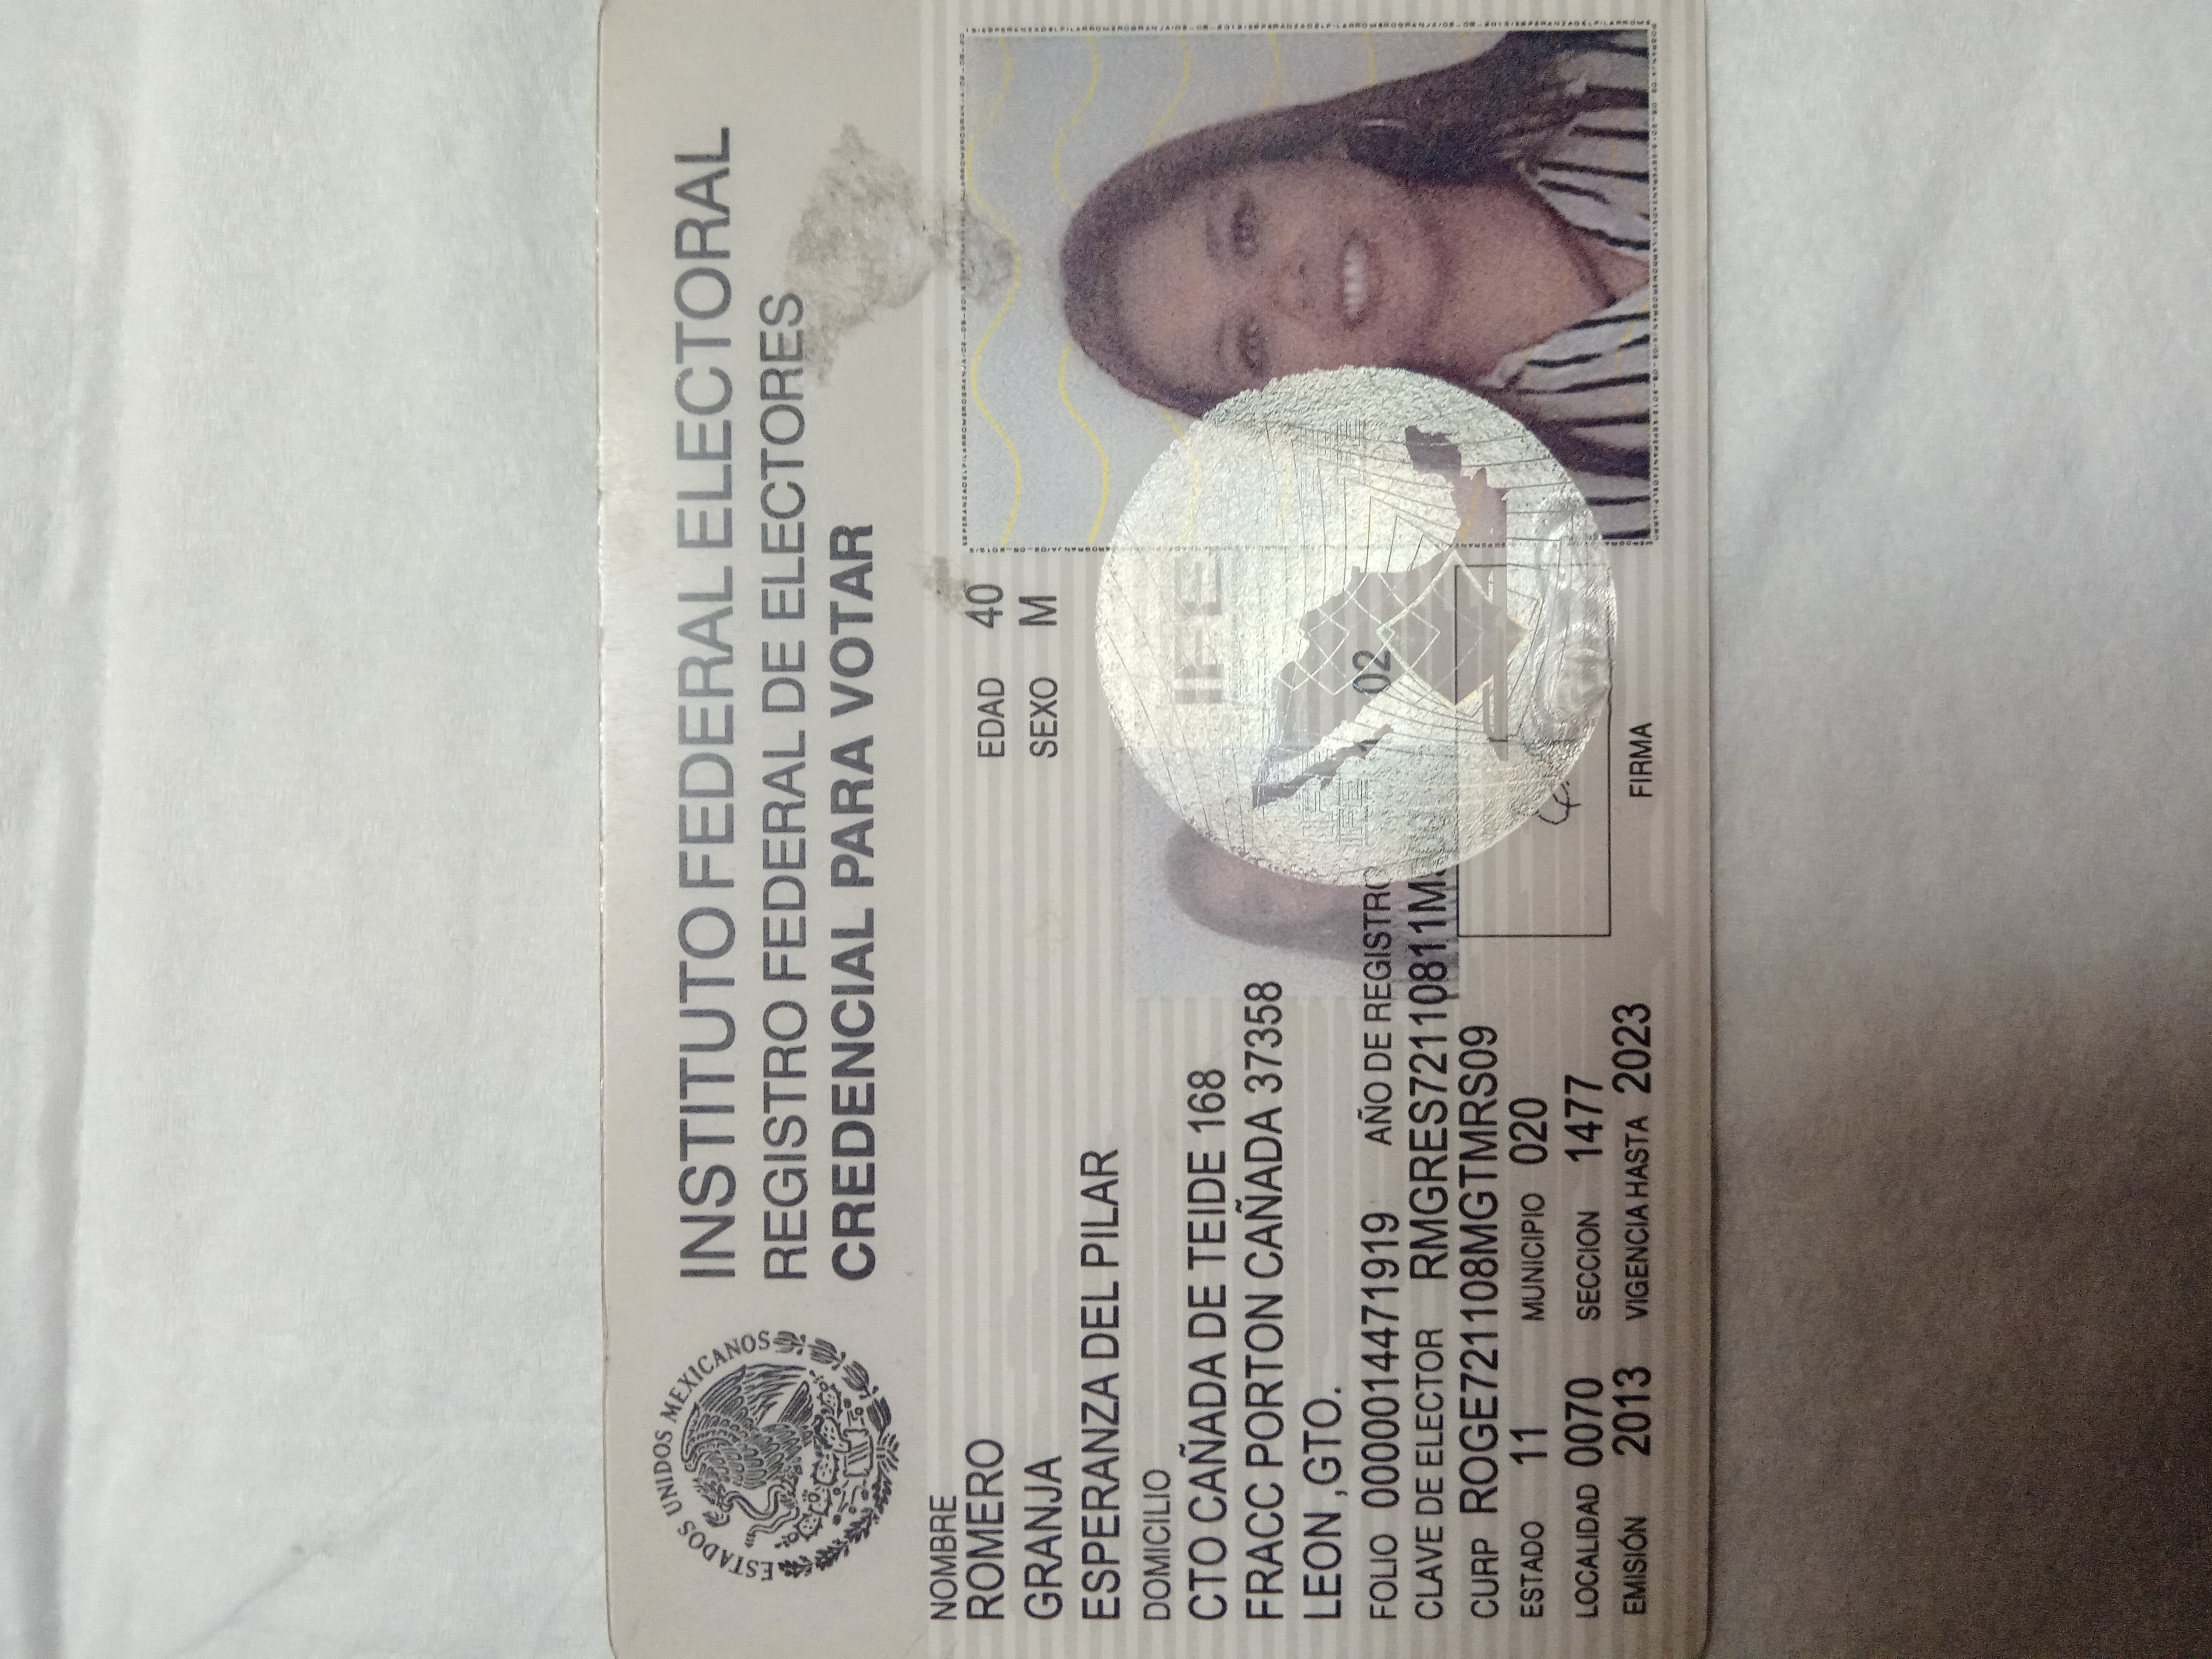 ESTADOS UNIDOS MEXICANOS
INSTITUTO FEDERAL ELECTORAL
REGISTRO FEDERAL DE ELECTORES
CREDENCIAL PARA VOTAR
NOMBRE
ROMERO
GRANJA
ESPERANZA DEL PILAR
EDAD 40
SEXO M
DOMICILIO
CTO CAÑADA DE TEIDE 168
FRACC PORTON CAÑADA 37358
LEON ,GTO.
FOLIO 0000014471919 AÑO DE REGISTRO 02
CLAVE DE ELECTOR RMGRES72110811M
CURP ROGE721108MGTMRS09
ESTADO 11 MUNICIPIO 020
LOCALIDAD 0070 SECCION 1477
EMISIÓN 2013 VIGENCIA HASTA 2023
FIRMA
IFE